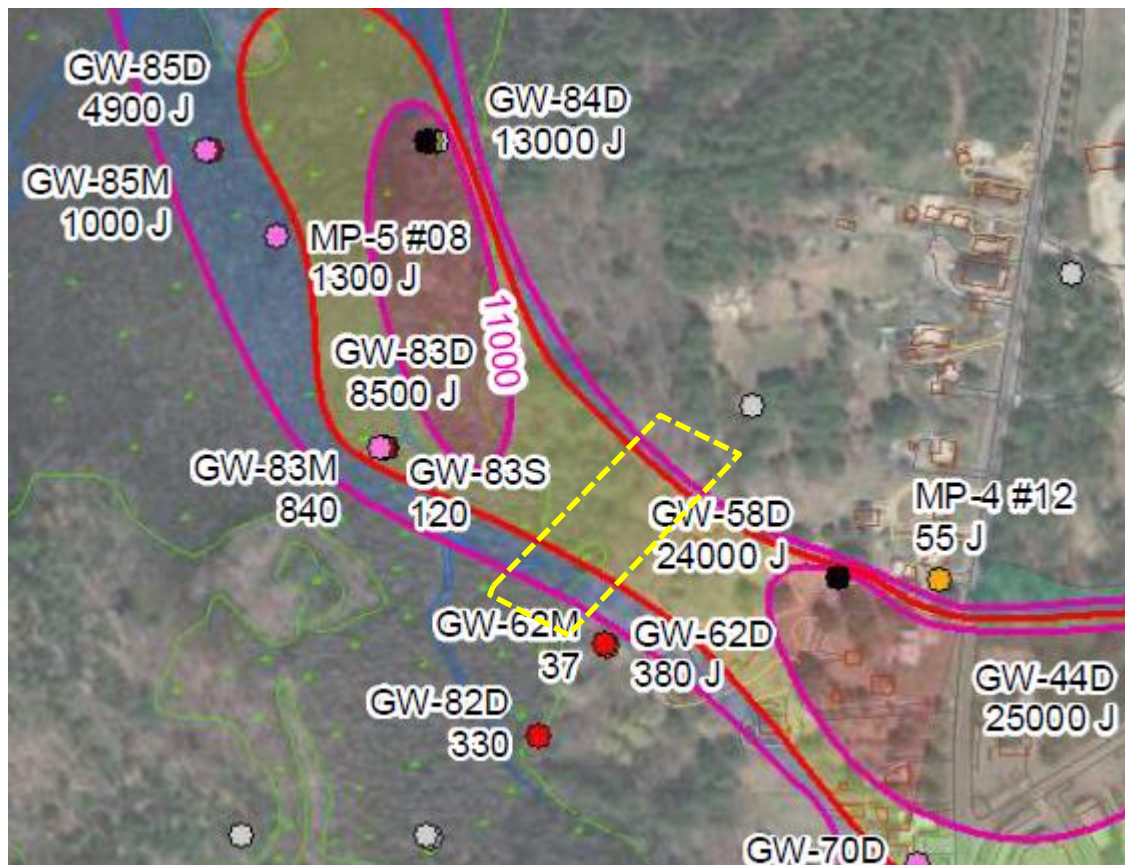 GW-85D
4900 J
GW-84D
13000 J
GW-85M
1000 J
MP-5 #08
1300 J
11000
GW-83D
8500 J
GW-83M
840
GW-83S
120
GW-58D
24000 J
MP-4 #12
55 J
GW-62M
37
GW-62D
380 J
GW-44D
25000 J
GW-82D
330
GW-70D